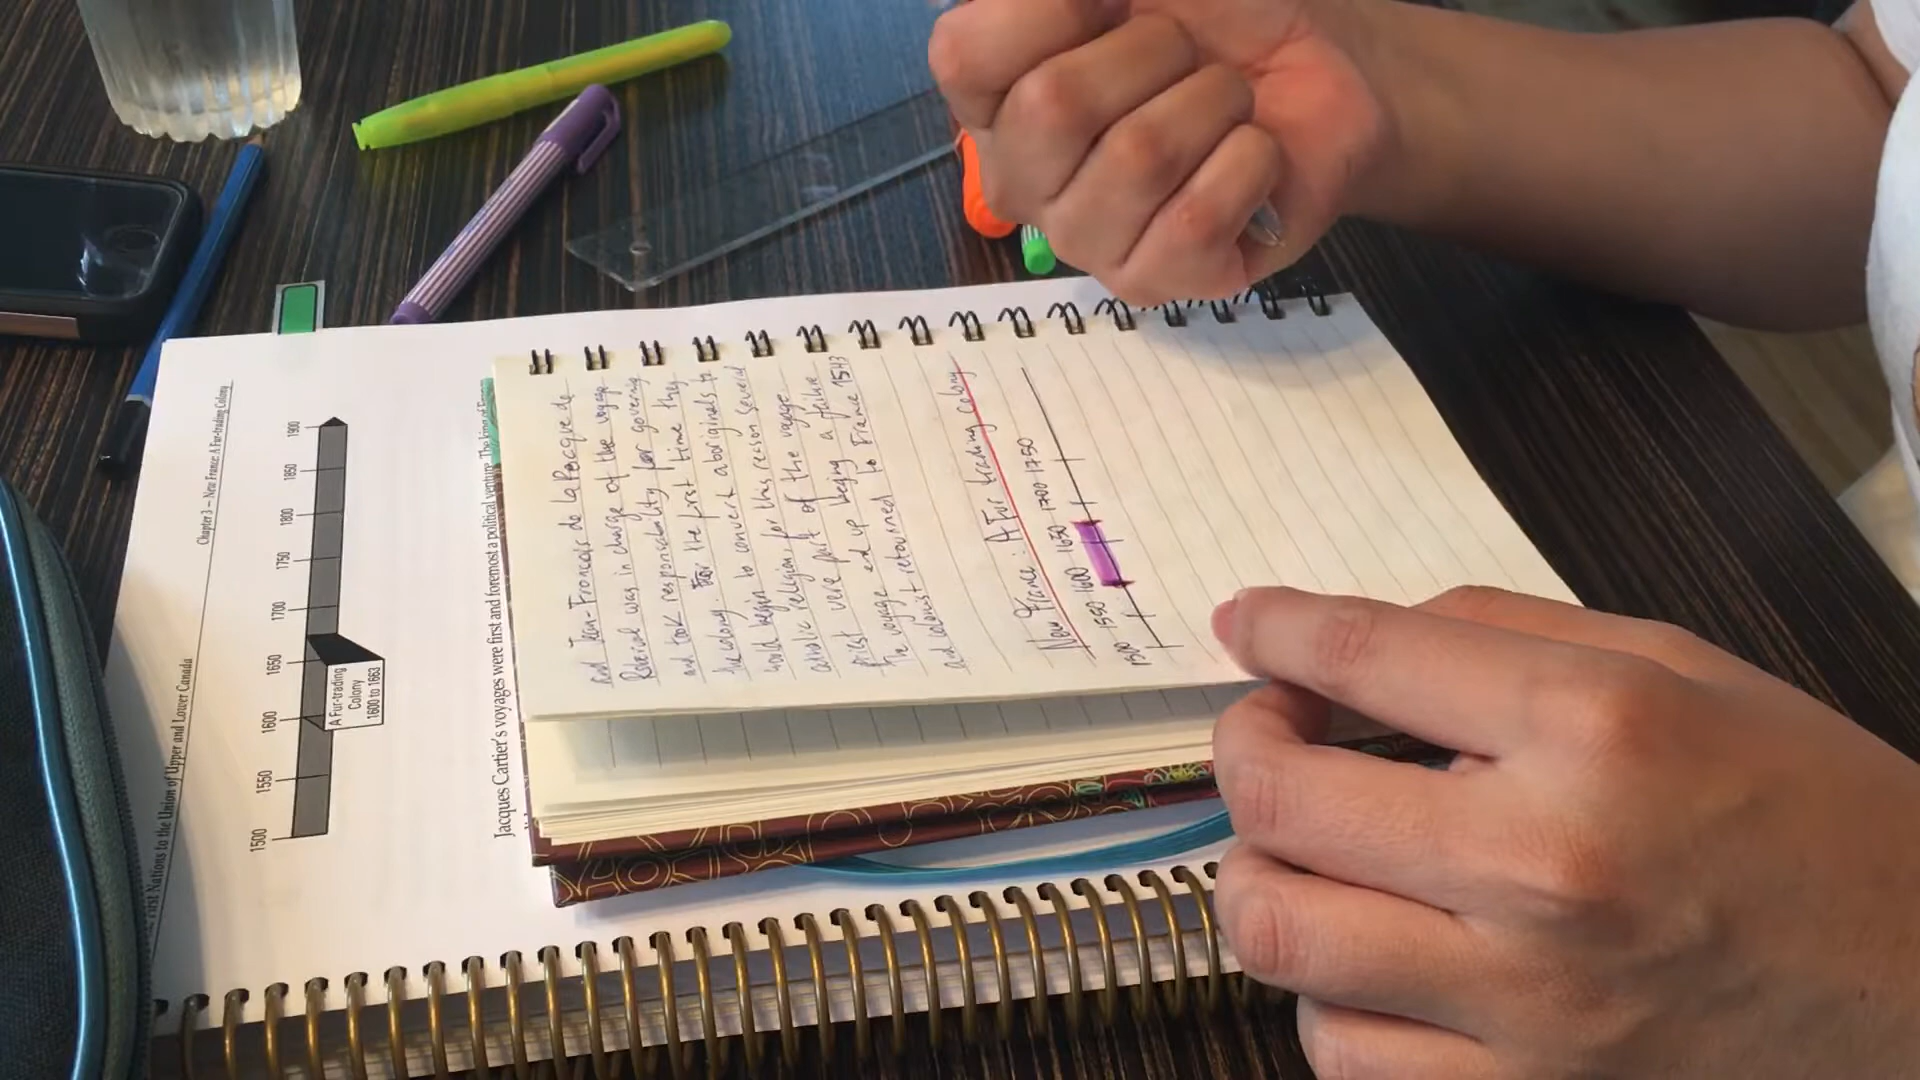 First Nations to the Union of Upper and Lower Canada
Chapter 3 – New France: A Fur-trading Colony
1500 1550 1600 1650 1700 1750 1800 1850 1900
A Fur-trading
Colony
1600 to 1663
Jacques Cartier's voyages were first and foremost a political venture. The king of
and Jean-François de la Rocque de
Roberval was in charge of the voyage
and took responsability for governing
the colony. For the first time they
would began to convert aboriginals to
catholic religion, for this reason several
priest were part of the voyage.
The voyage end up being a failure
and colonist retourned to France 1543
New France: A Fur trading colony
1500 1550 1600 1650 1700 1750